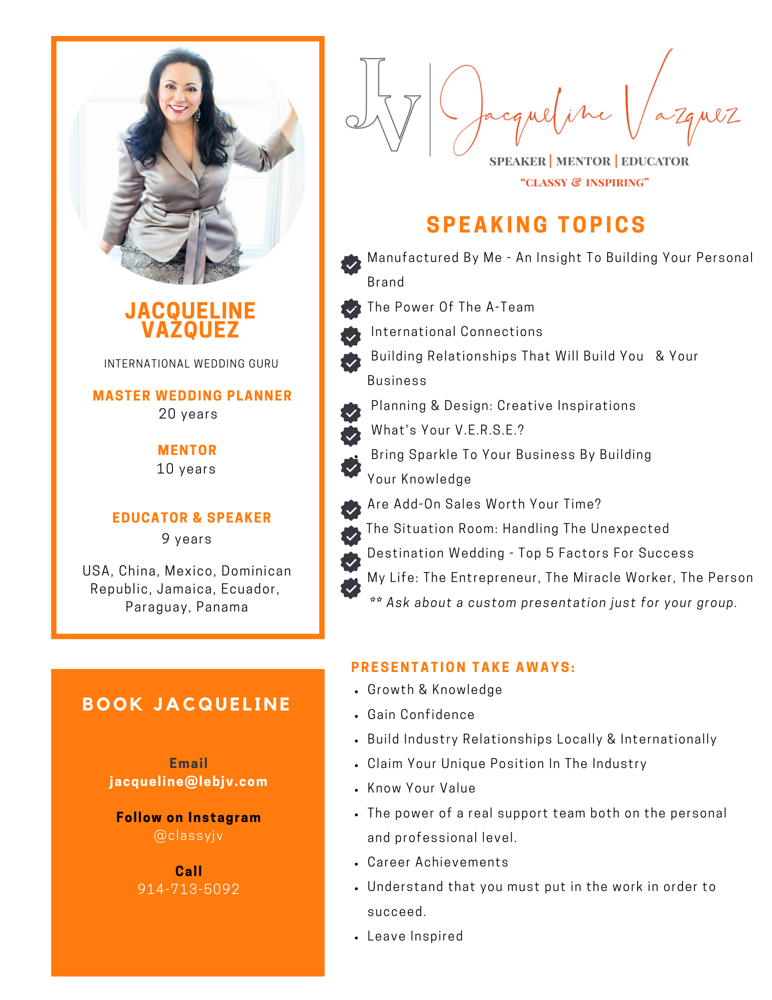 JACQUELINE
VAZQUEZ
INTERNATIONAL WEDDING GURU
MASTER WEDDING PLANNER
20 years
MENTOR
10 years
EDUCATOR & SPEAKER
9 years
USA, China, Mexico, Dominican
Republic, Jamaica, Ecuador,
Paraguay, Panama
BOOK JACQUELINE
Email
jacqueline@lebjv.com
Follow on Instagram
@classyjv
Call
914-713-5092
JLV
Jacqueline Vazquez
SPEAKER | MENTOR | EDUCATOR
“CLASSY & INSPIRING”
SPEAKING TOPICS
Manufactured By Me - An Insight To Building Your Personal
Brand
The Power Of The A-Team
International Connections
Building Relationships That Will Build You & Your
Business
Planning & Design: Creative Inspirations
What's Your V.E.R.S.E.?
Bring Sparkle To Your Business By Building
Your Knowledge
Are Add-On Sales Worth Your Time?
The Situation Room: Handling The Unexpected
Destination Wedding - Top 5 Factors For Success
My Life: The Entrepreneur, The Miracle Worker, The Person
** Ask about a custom presentation just for your group.
PRESENTATION TAKE AWAYS:
• Growth & Knowledge
• Gain Confidence
• Build Industry Relationships Locally & Internationally
• Claim Your Unique Position In The Industry
• Know Your Value
• The power of a real support team both on the personal
and professional level.
• Career Achievements
• Understand that you must put in the work in order to
succeed.
• Leave Inspired